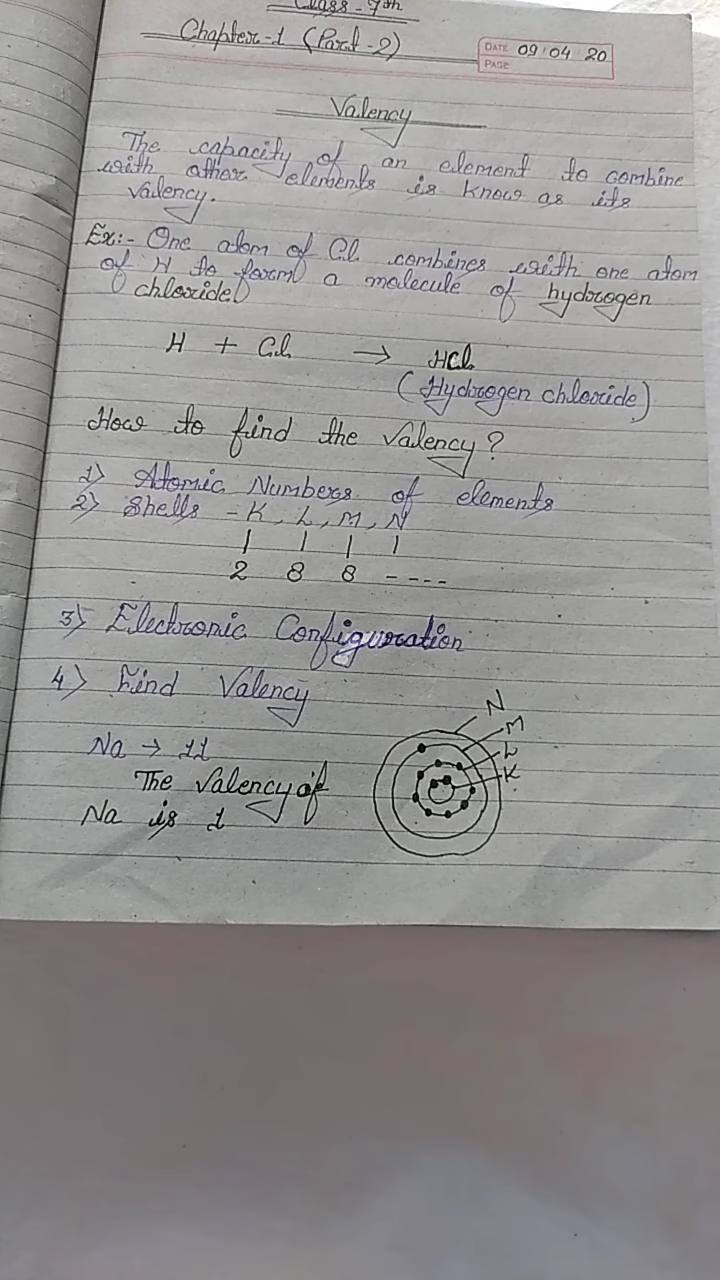 Class - 7th
Chapter-1 (Part-2)
DATE 09 04 20
PAGE
Valency
The capacity of an element to combine
with other elements is know as its
valency.
Ex:- One atom of Cl combines with one atom
of H to form a molecule of hydrogen
chloride
H + Cl → HCl
(Hydrogen chloride)
How to find the Valency?
1) Atomic Numbers of elements
2) Shells - K, L, M, N
2 8 8 ----
3) Electronic Configuration
4) Find Valency
N
M
L
K
Na → 11
The Valency of
Na is 1